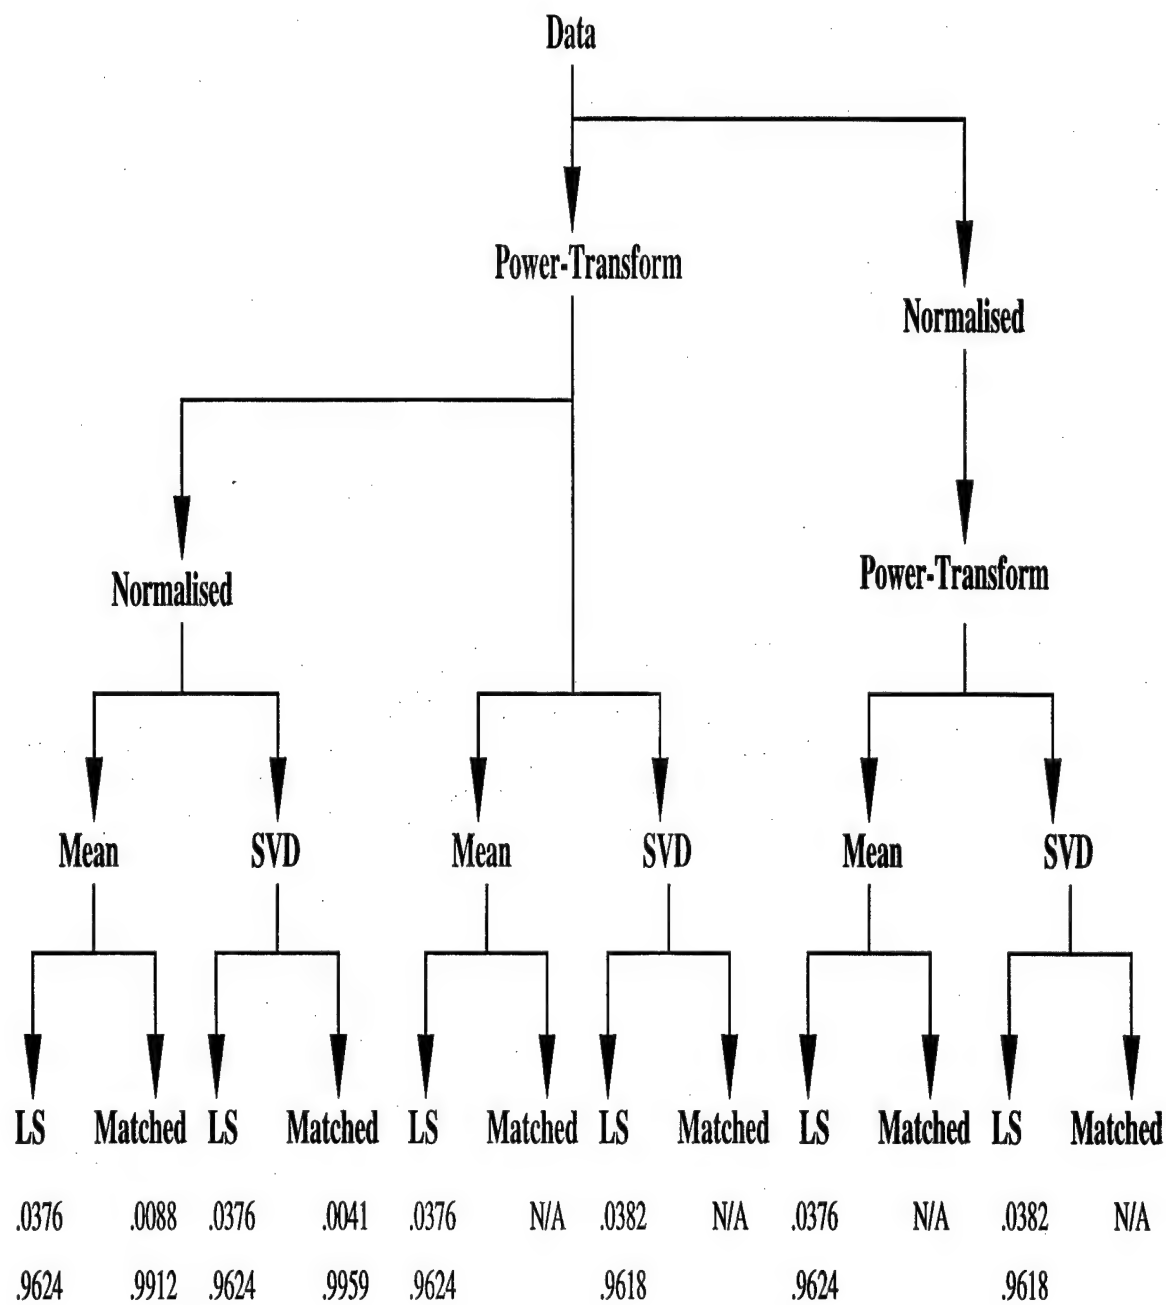 Data
Power-Transform
Normalised
Normalised
Power-Transform
Mean SVD Mean SVD Mean SVD
LS Matched LS Matched LS Matched LS Matched LS Matched LS Matched
.0376 .0088 .0376 .0041 .0376 N/A .0382 N/A .0376 N/A .0382 N/A
.9624 .9912 .9624 .9959 .9624 .9618 .9624 .9618